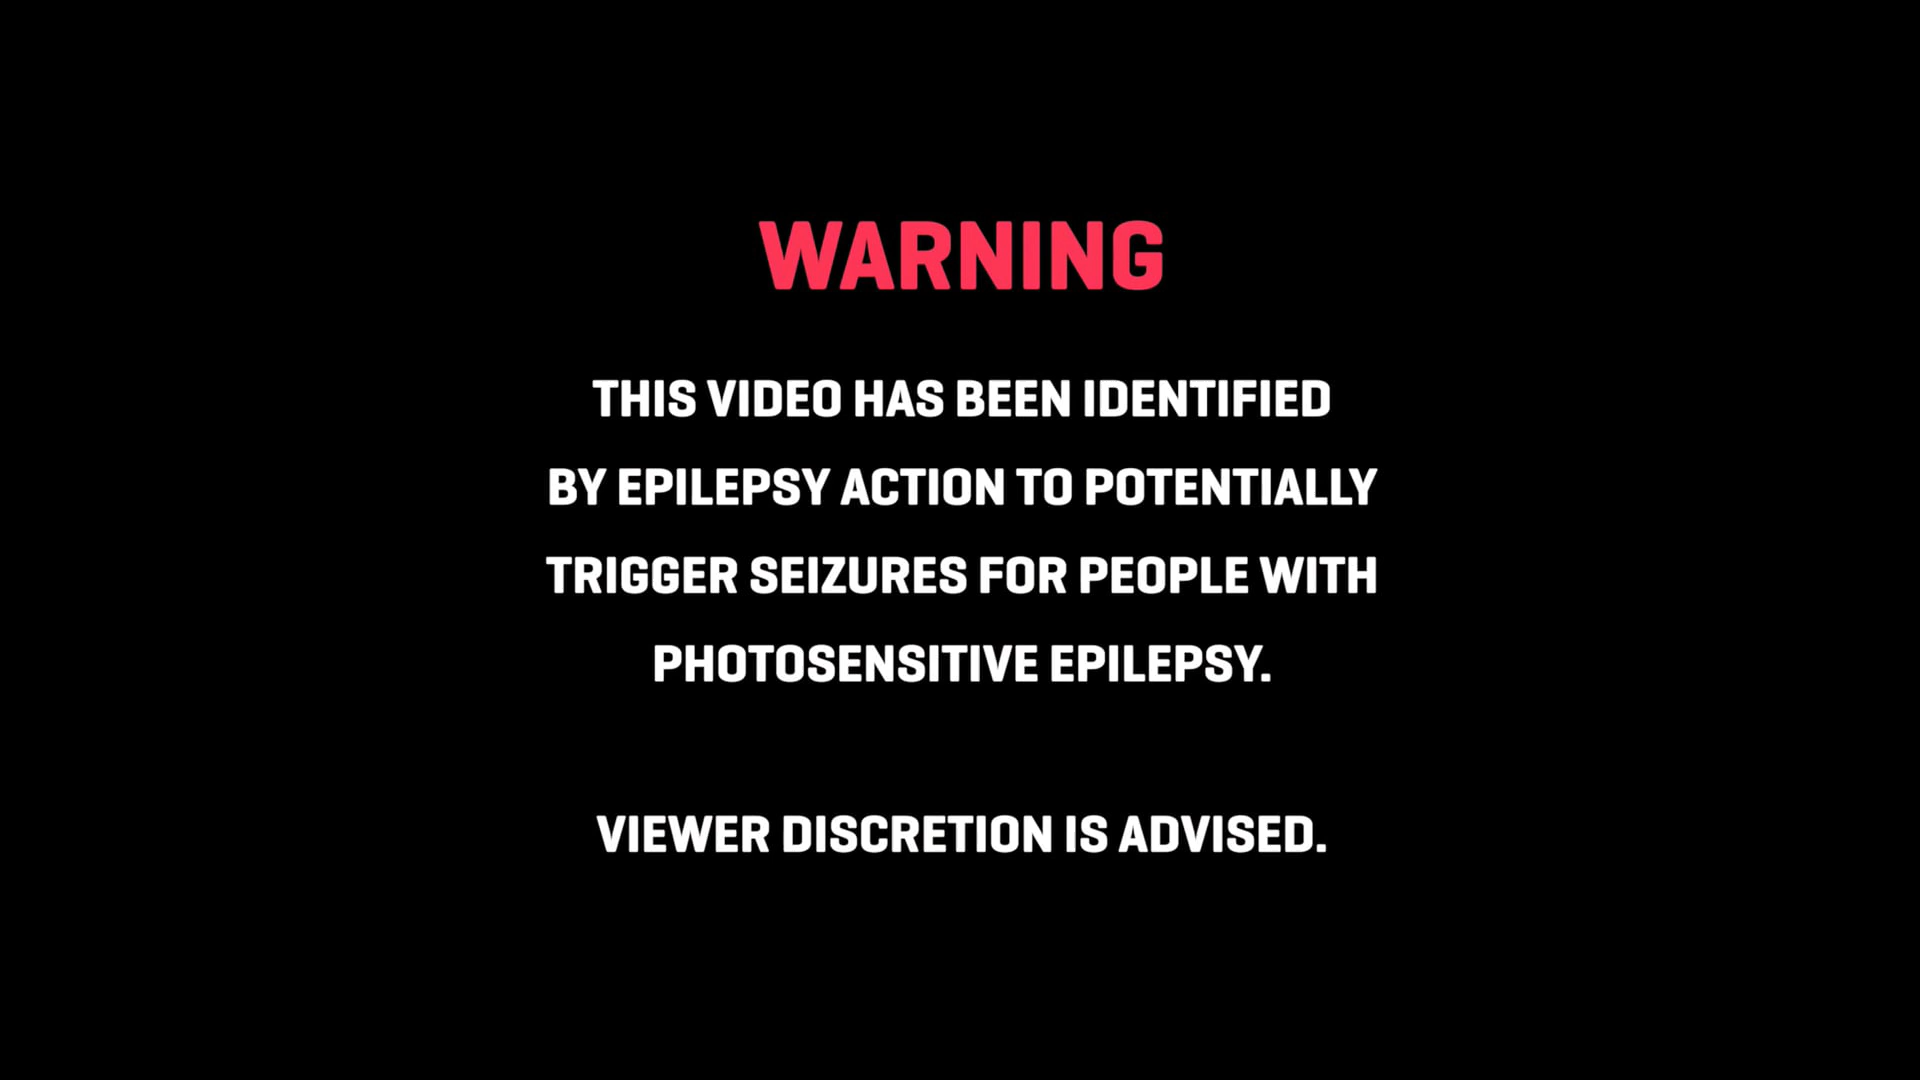 WARNING
THIS VIDEO HAS BEEN IDENTIFIED
BY EPILEPSY ACTION TO POTENTIALLY
TRIGGER SEIZURES FOR PEOPLE WITH
PHOTOSENSITIVE EPILEPSY.
VIEWER DISCRETION IS ADVISED.